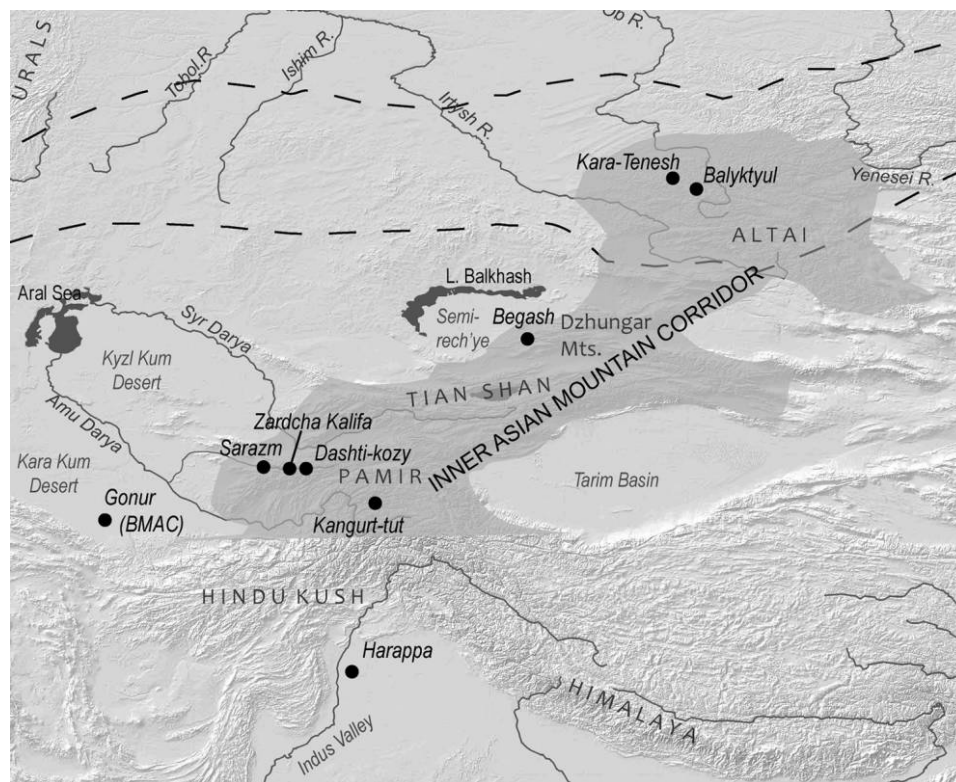 URALS
Tobol R
Ishim R.
Irtysh R.
Ob R.
Kara-Tenesh
Balyktyul
Yenesei R.
ALTAI
Aral Sea
L. Balkhash
Semi-
rech'ye
Begash
Dzhungar
Mts.
Syr Darya
Kyzl Kum
Desert
TIAN SHAN
INNER ASIAN MOUNTAIN CORRIDOR
Amu Darya
Zardcha Kalifa
Sarazm
Dashti-kozy
PAMIR
Tarim Basin
Kara Kum
Desert
Gonur
(BMAC)
Kangurt-tut
HINDU KUSH
Harappa
HIMALAYA
Indus Valley